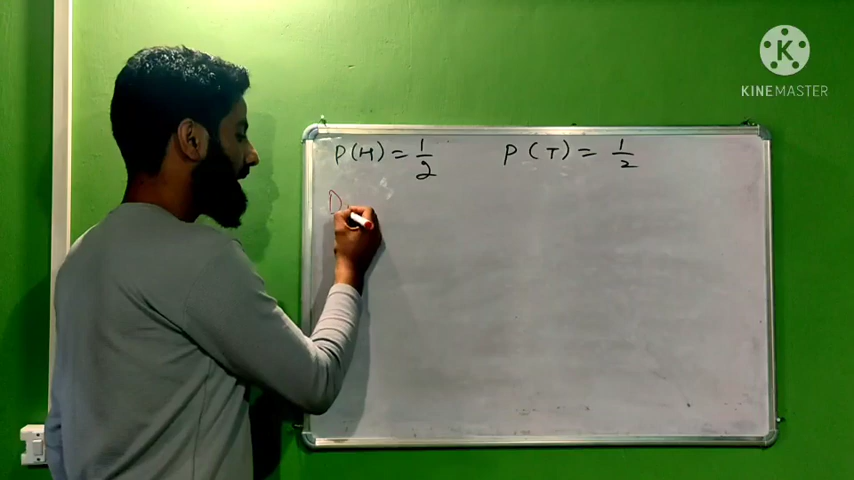 P(H) = 1/2 P(T) = 1/2
D
K
KINEMASTER